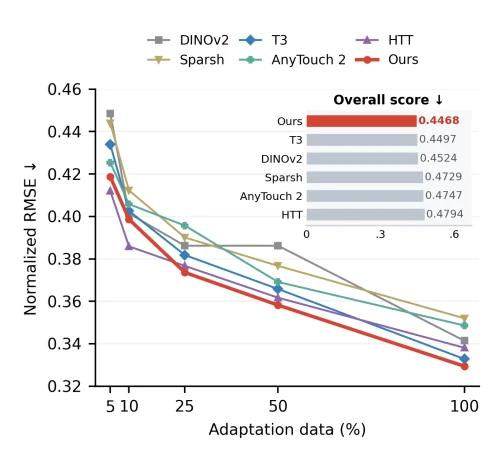 DINOv2 T3 HTT
Sparsh AnyTouch 2 Ours
Normalized RMSE ↓
0.46
0.44
0.42
0.40
0.38
0.36
0.34
0.32
Overall score ↓
Ours 0.4468
T3 0.4497
DINOv2 0.4524
Sparsh 0.4729
AnyTouch 2 0.4747
HTT 0.4794
0 .3 .6
5 10 25 50 100
Adaptation data (%)